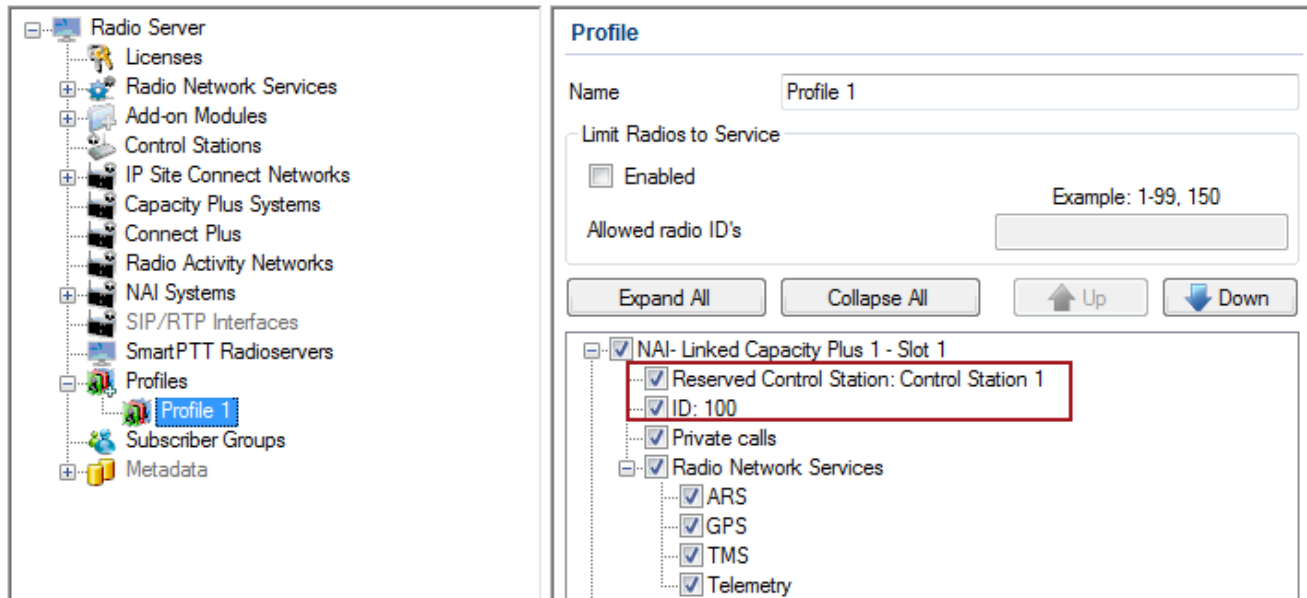 Radio Server
Licenses
Radio Network Services
Add-on Modules
Control Stations
IP Site Connect Networks
Capacity Plus Systems
Connect Plus
Radio Activity Networks
NAI Systems
SIP/RTP Interfaces
SmartPTT Radioservers
Profiles
Profile 1
Subscriber Groups
Metadata
Profile
Name Profile 1
Limit Radios to Service
Enabled
Example: 1-99, 150
Allowed radio ID's
Expand All Collapse All Up Down
NAI- Linked Capacity Plus 1 - Slot 1
Reserved Control Station: Control Station 1
ID: 100
Private calls
Radio Network Services
ARS
GPS
TMS
Telemetry